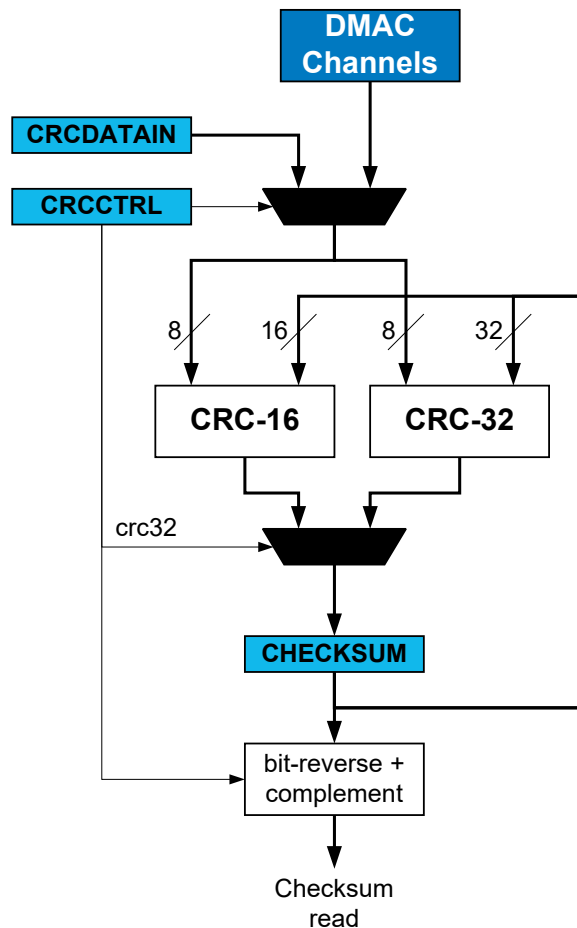 DMAC
Channels
CRCDATAIN
CRCCTRL
8
16
8
32
CRC-16
CRC-32
crc32
CHECKSUM
bit-reverse +
complement
Checksum
read